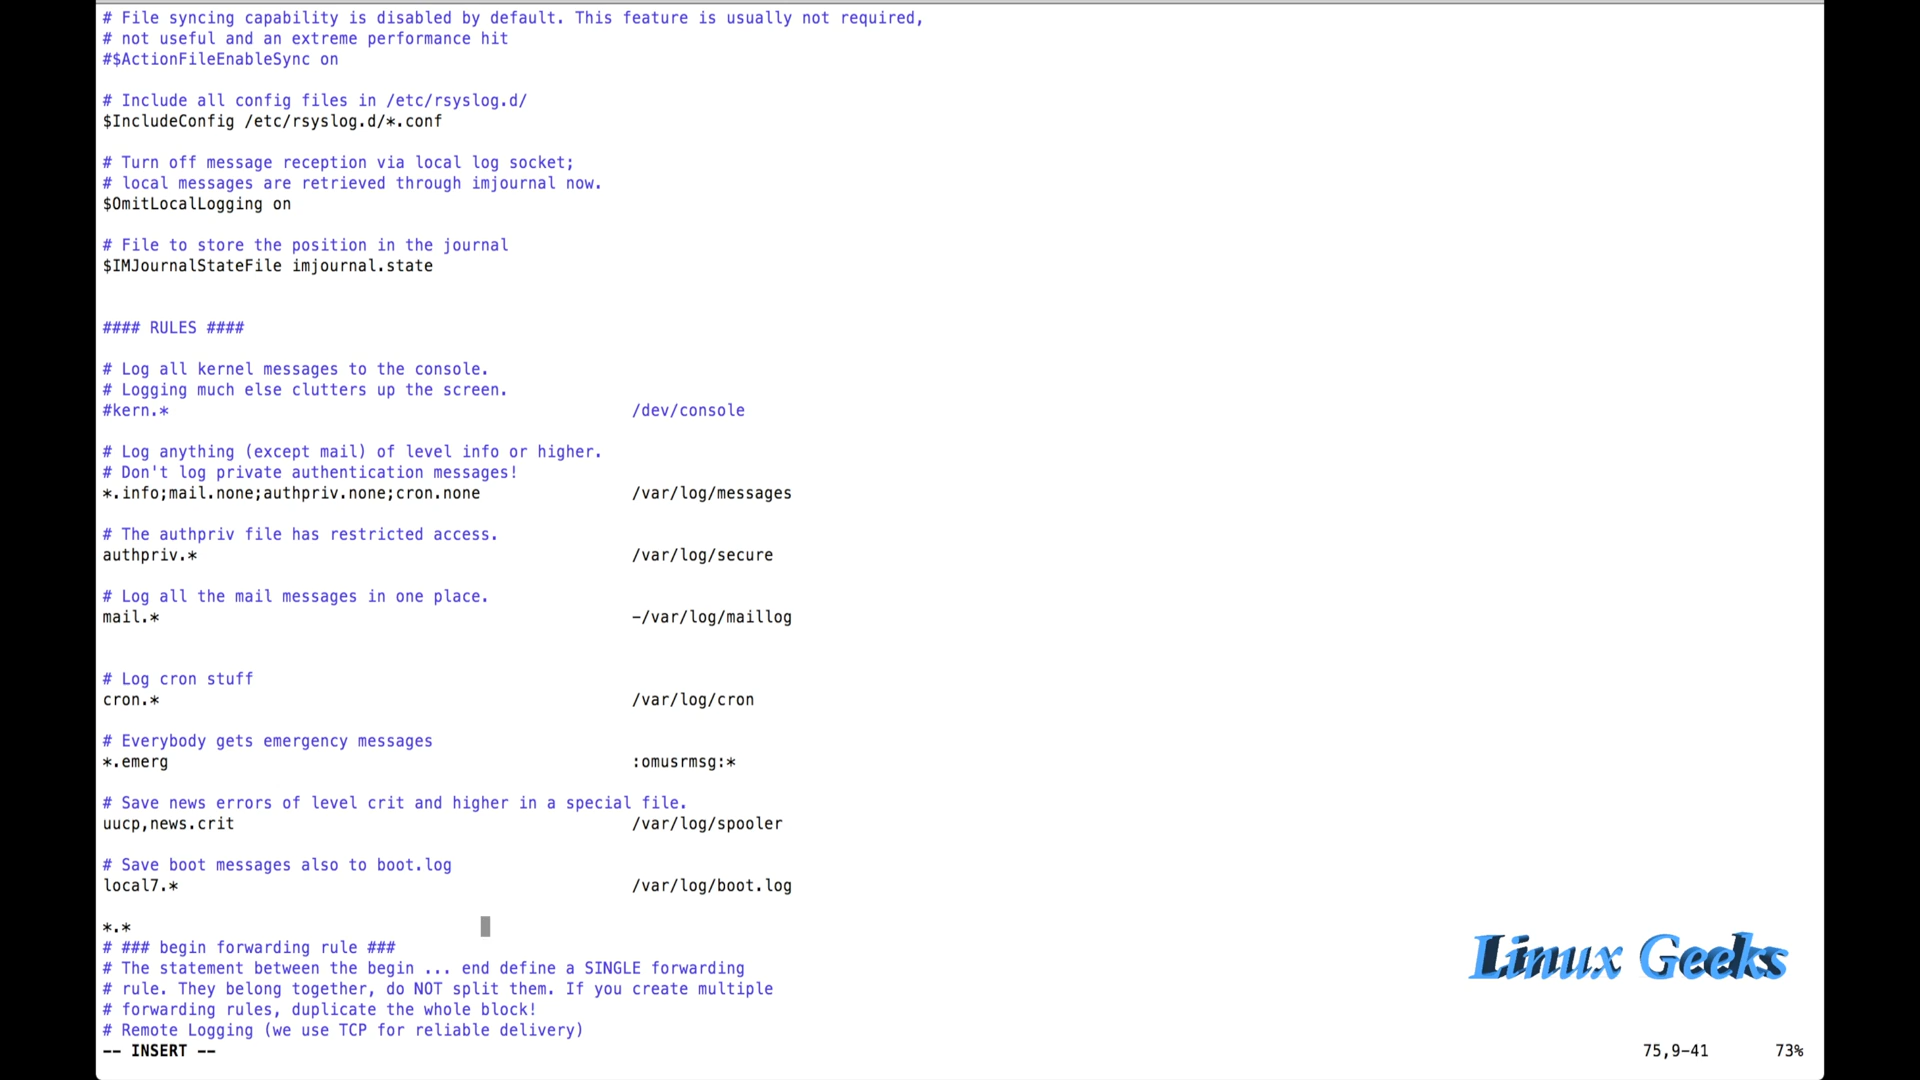 # File syncing capability is disabled by default. This feature is usually not required,
# not useful and an extreme performance hit
#$ActionFileEnableSync on
# Include all config files in /etc/rsyslog.d/
$IncludeConfig /etc/rsyslog.d/*.conf
# Turn off message reception via local log socket;
# local messages are retrieved through imjournal now.
$OmitLocalLogging on
# File to store the position in the journal
$IMJournalStateFile imjournal.state
#### RULES ####
# Log all kernel messages to the console.
# Logging much else clutters up the screen.
#kern.* /dev/console
# Log anything (except mail) of level info or higher.
# Don't log private authentication messages!
*.info;mail.none;authpriv.none;cron.none /var/log/messages
# The authpriv file has restricted access.
authpriv.* /var/log/secure
# Log all the mail messages in one place.
mail.* -/var/log/maillog
# Log cron stuff
cron.* /var/log/cron
# Everybody gets emergency messages
*.emerg :omusrmsg:*
# Save news errors of level crit and higher in a special file.
uucp,news.crit /var/log/spooler
# Save boot messages also to boot.log
local7.* /var/log/boot.log
*.*
# ### begin forwarding rule ###
# The statement between the begin ... end define a SINGLE forwarding
# rule. They belong together, do NOT split them. If you create multiple
# forwarding rules, duplicate the whole block!
# Remote Logging (we use TCP for reliable delivery)
-- INSERT -- 75,9-41 73%
Linux Geeks